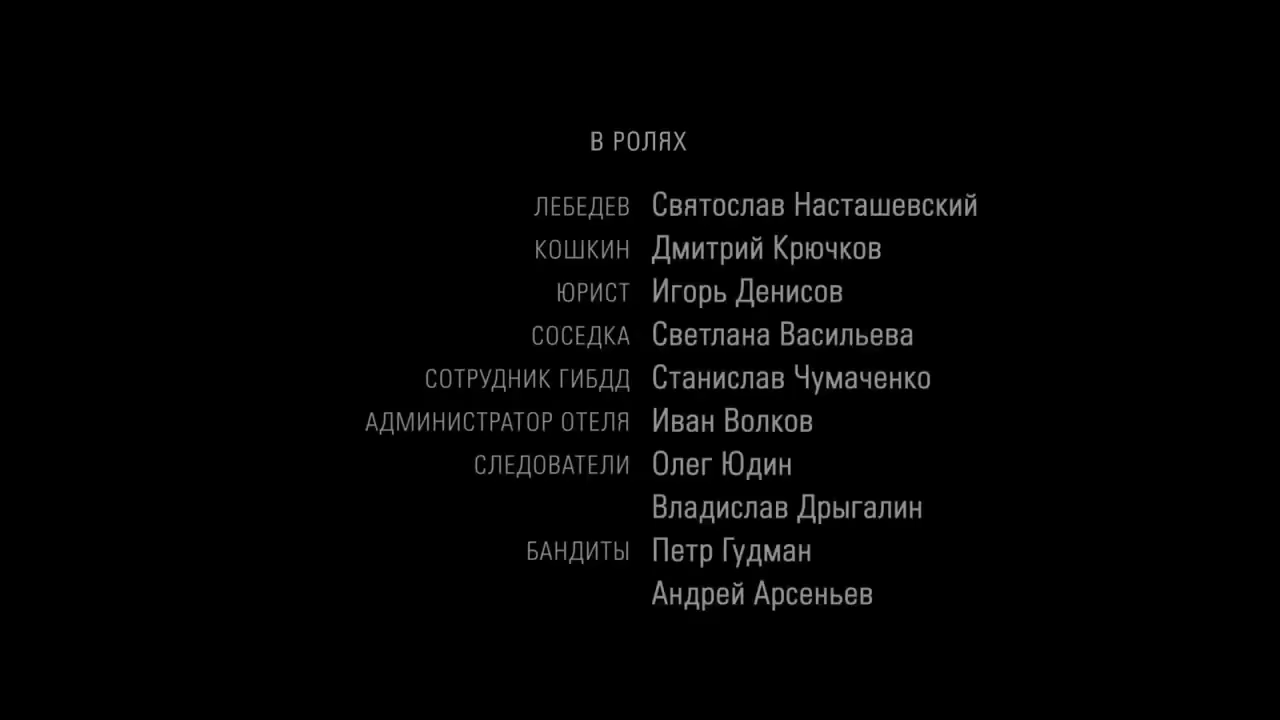 В РОЛЯХ
ЛЕБЕДЕВ Святослав Насташевский
КОШКИН Дмитрий Крючков
ЮРИСТ Игорь Денисов
СОСЕДКА Светлана Васильева
СОТРУДНИК ГИБДД Станислав Чумаченко
АДМИНИСТРАТОР ОТЕЛЯ Иван Волков
СЛЕДОВАТЕЛИ Олег Юдин
Владислав Дрыгалин
БАНДИТЫ Петр Гудман
Андрей Арсеньев